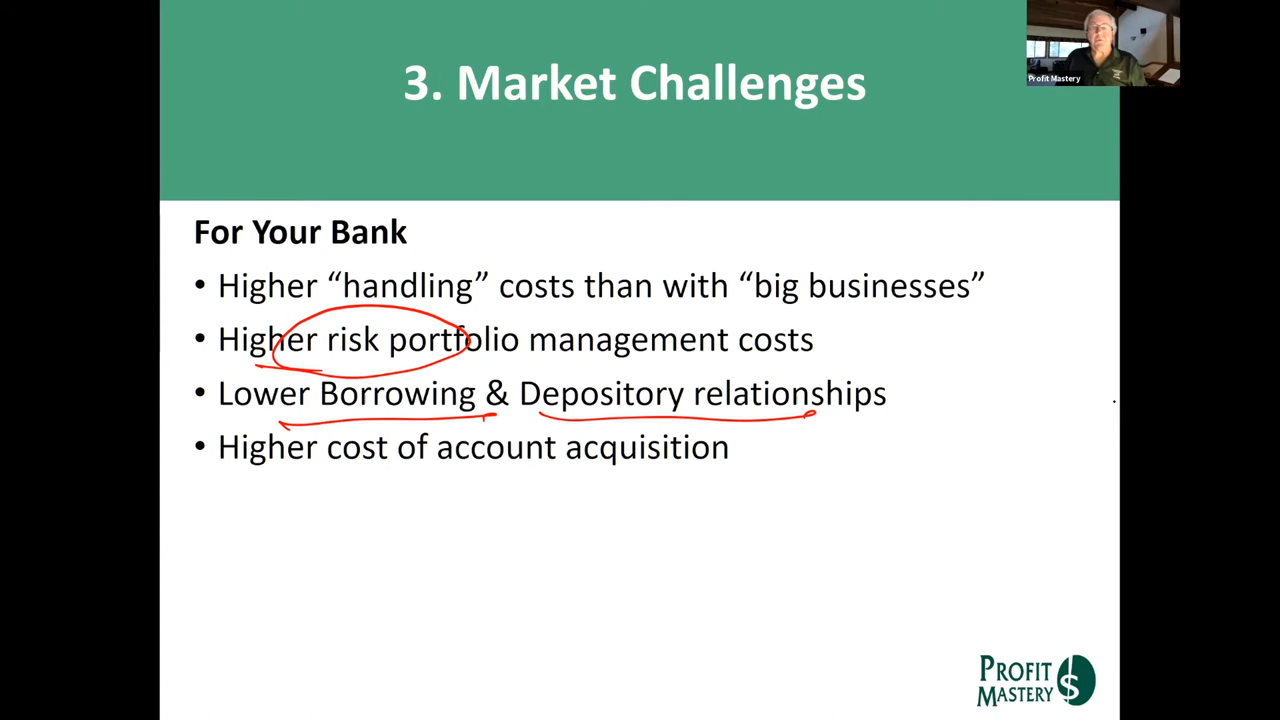 3. Market Challenges
Profit Mastery
For Your Bank
• Higher “handling” costs than with “big businesses”
• Higher risk portfolio management costs
• Lower Borrowing & Depository relationships
• Higher cost of account acquisition
PROFIT
MASTERY